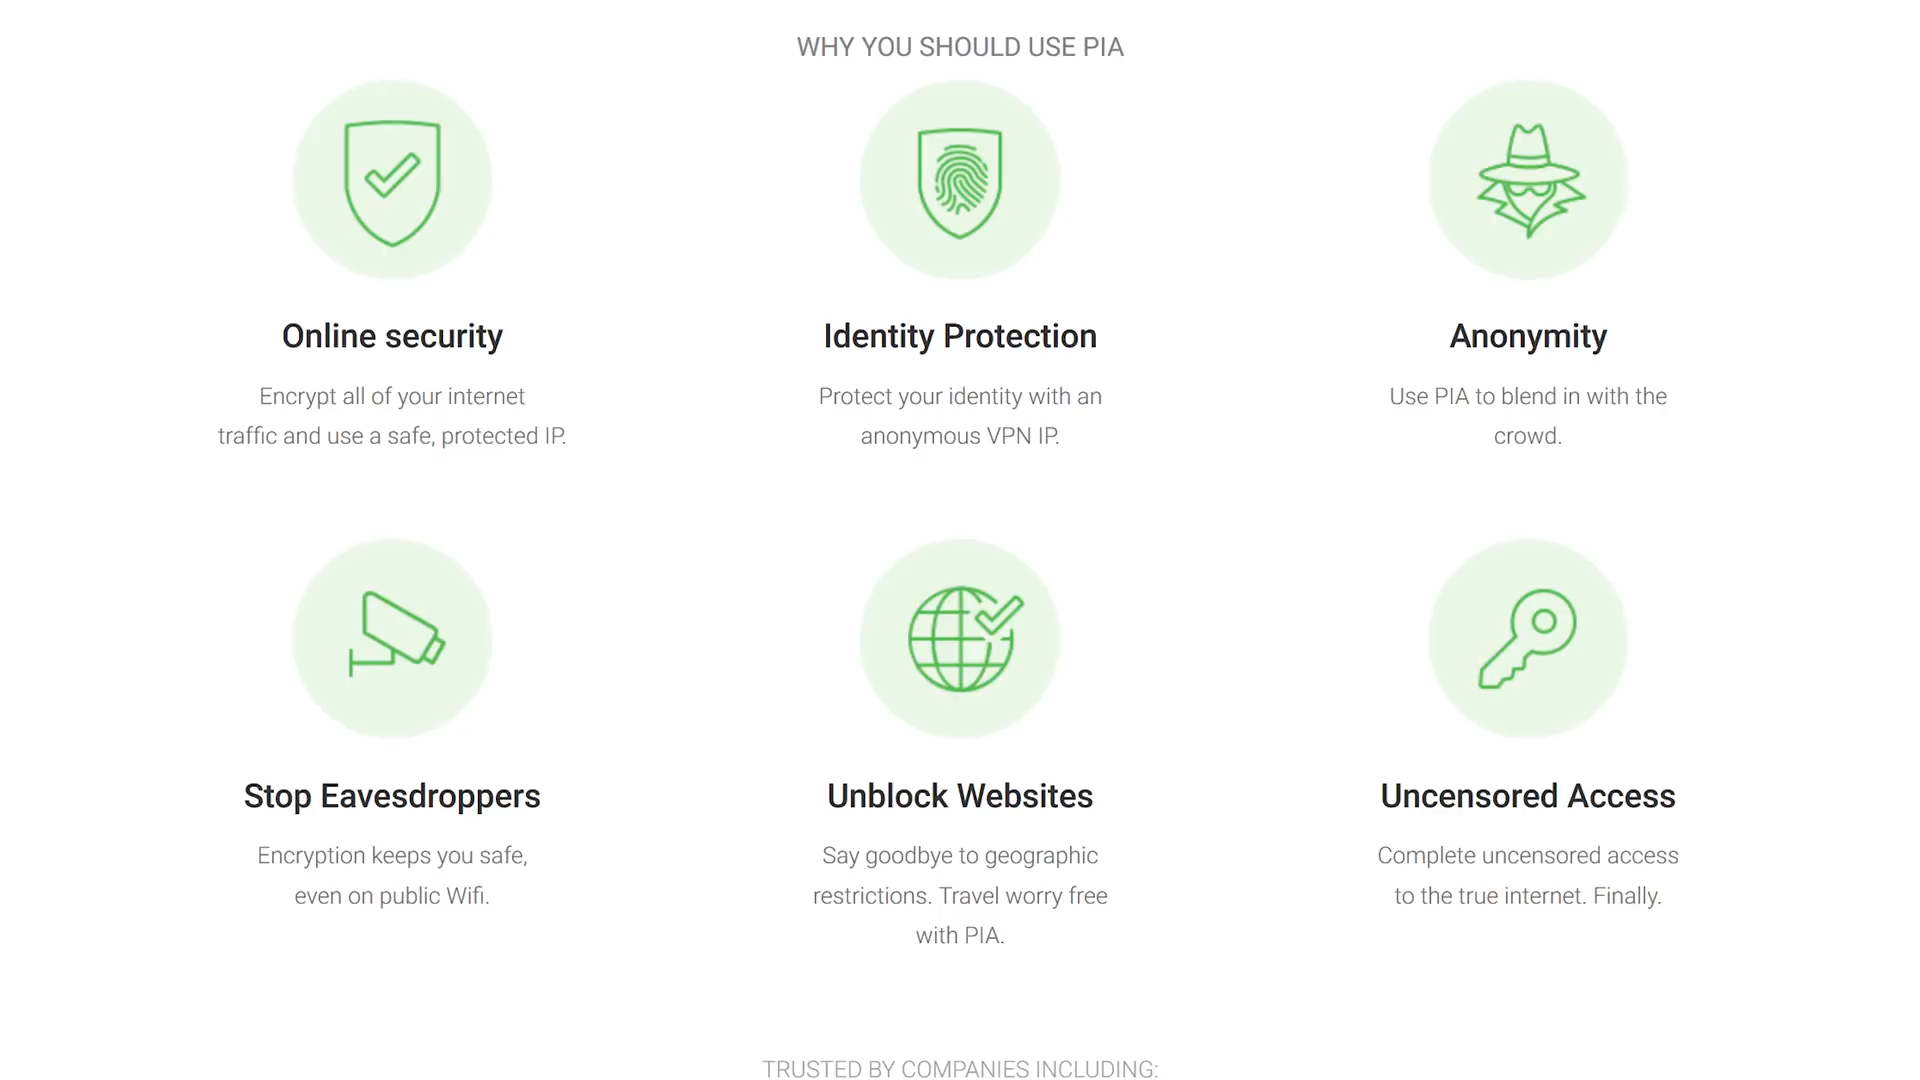 WHY YOU SHOULD USE PIA
Online security
Encrypt all of your internet
traffic and use a safe, protected IP.
Identity Protection
Protect your identity with an
anonymous VPN IP.
Anonymity
Use PIA to blend in with the
crowd.
Stop Eavesdroppers
Encryption keeps you safe,
even on public Wifi.
Unblock Websites
Say goodbye to geographic
restrictions. Travel worry free
with PIA.
Uncensored Access
Complete uncensored access
to the true internet. Finally.
TRUSTED BY COMPANIES INCLUDING: